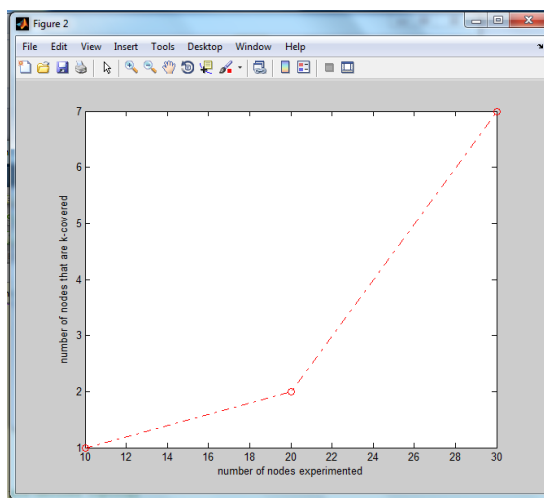 Figure 2
File Edit View Insert Tools Desktop Window Help
7
6
5
4
3
2
1
number of nodes that are k-covered
10 12 14 16 18 20 22 24 26 28 30
number of nodes experimented